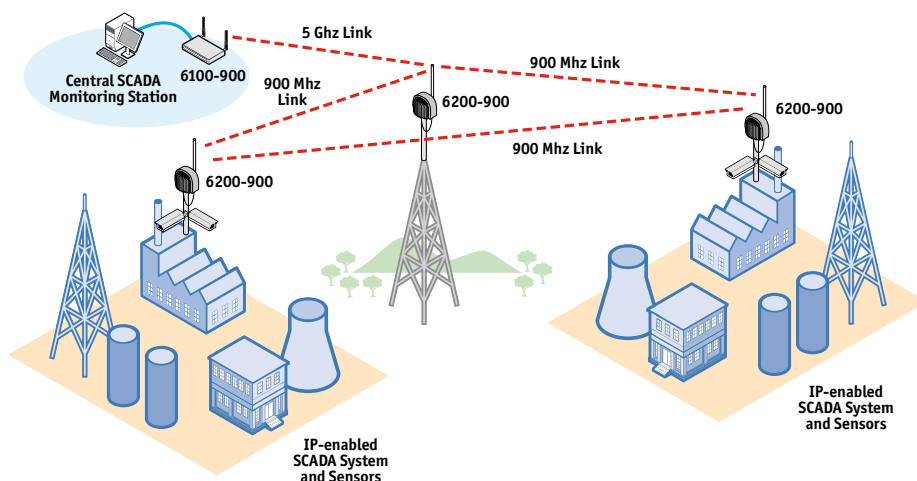 5 Ghz Link
Central SCADA
Monitoring Station
6100-900
900 Mhz
Link
900 Mhz Link
6200-900
6200-900
900 Mhz Link
6200-900
IP-enabled
SCADA System
and Sensors
IP-enabled
SCADA System
and Sensors